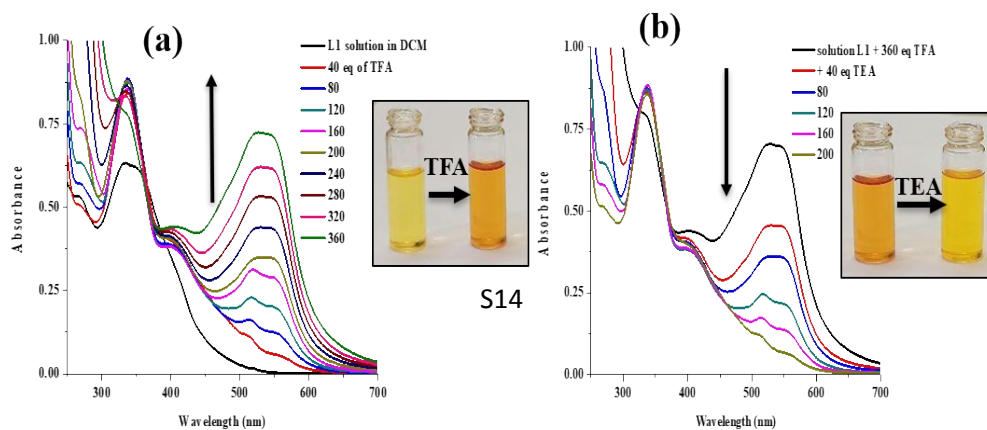 (a)
L1 solution in DCM
40 eq of TFA
80
120
160
200
240
280
320
360
TFA
S14
1.00
0.75
0.50
0.25
0.00
Absorbance
300 400 500 600 700
Wavelength (nm)
(b)
solution L1 + 360 eq TFA
+ 40 eq TEA
80
120
160
200
TEA
1.00
0.75
0.50
0.25
0.00
Absorbance
300 400 500 600 700
Wavelength (nm)